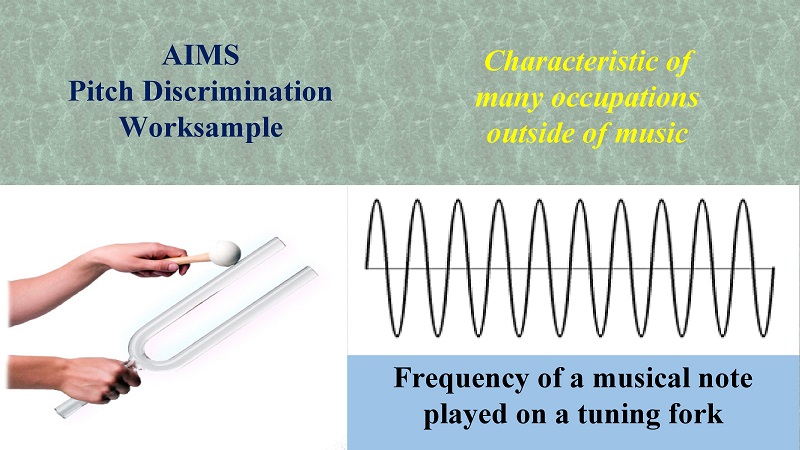 AIMS
Pitch Discrimination
Worksample
Characteristic of
many occupations
outside of music
Frequency of a musical note
played on a tuning fork